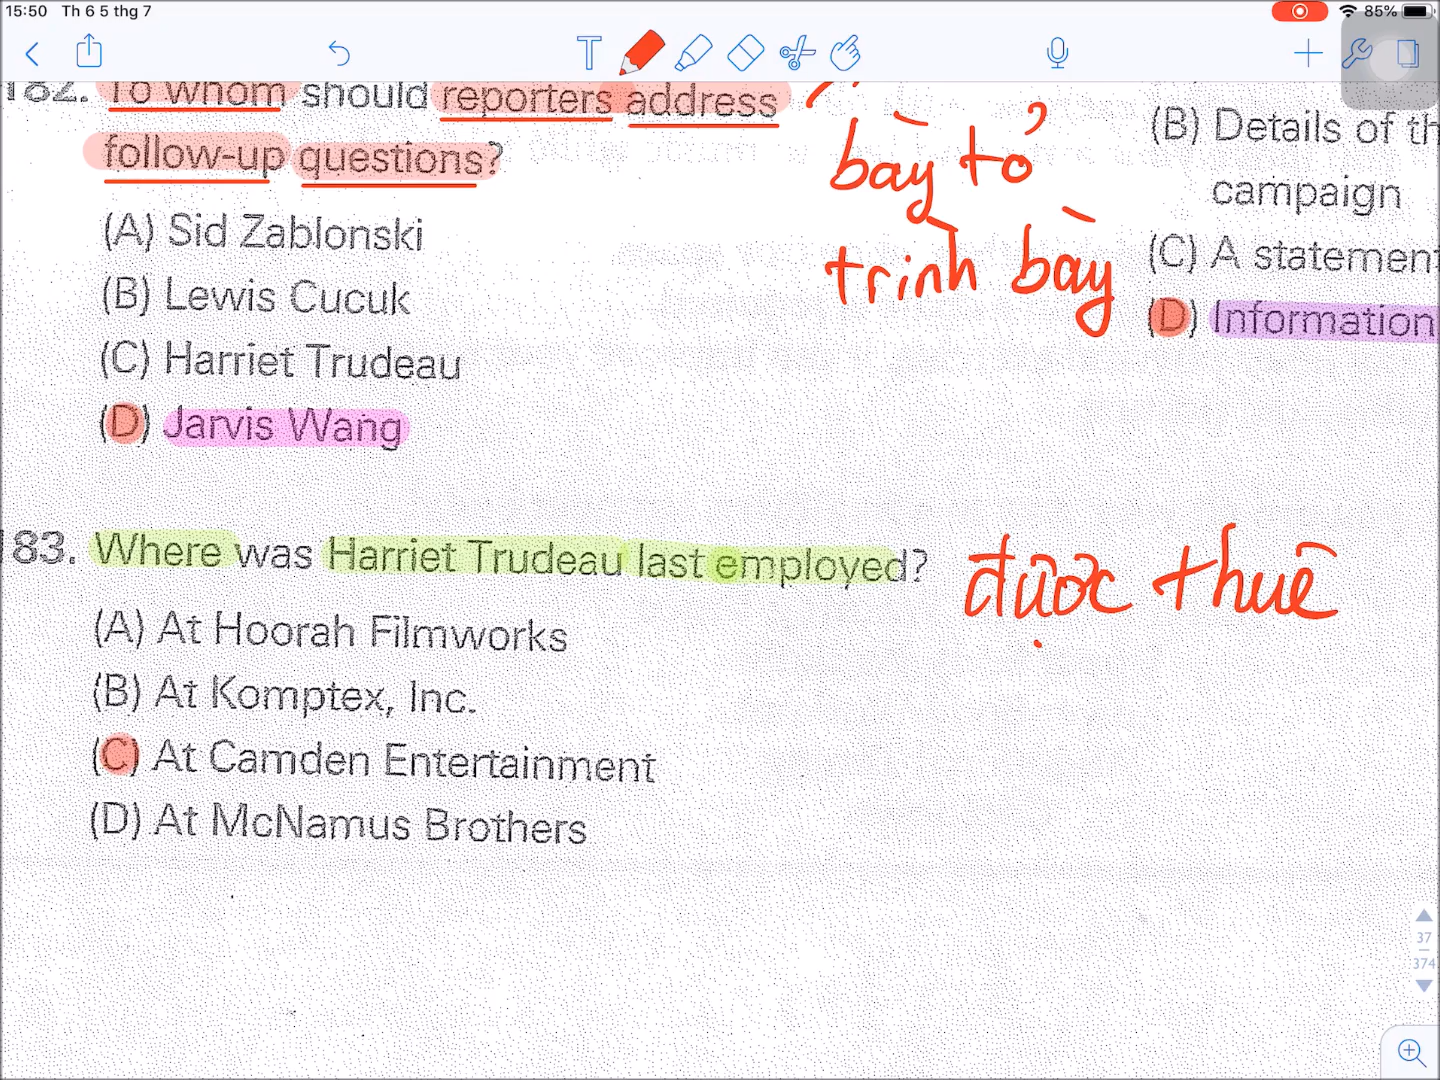 15:50 Th 6 5 thg 7
85%
182. To whom should reporters address
follow-up questions?
(A) Sid Zablonski
(B) Lewis Cucuk
(C) Harriet Trudeau
(D) Jarvis Wang
bày tỏ
trình bày
(B) Details of th
campaign
(C) A statement
(D) Information
183. Where was Harriet Trudeau last employed?
được thuê
(A) At Hoorah Filmworks
(B) At Komptex, Inc.
(C) At Camden Entertainment
(D) At McNamus Brothers
37
374